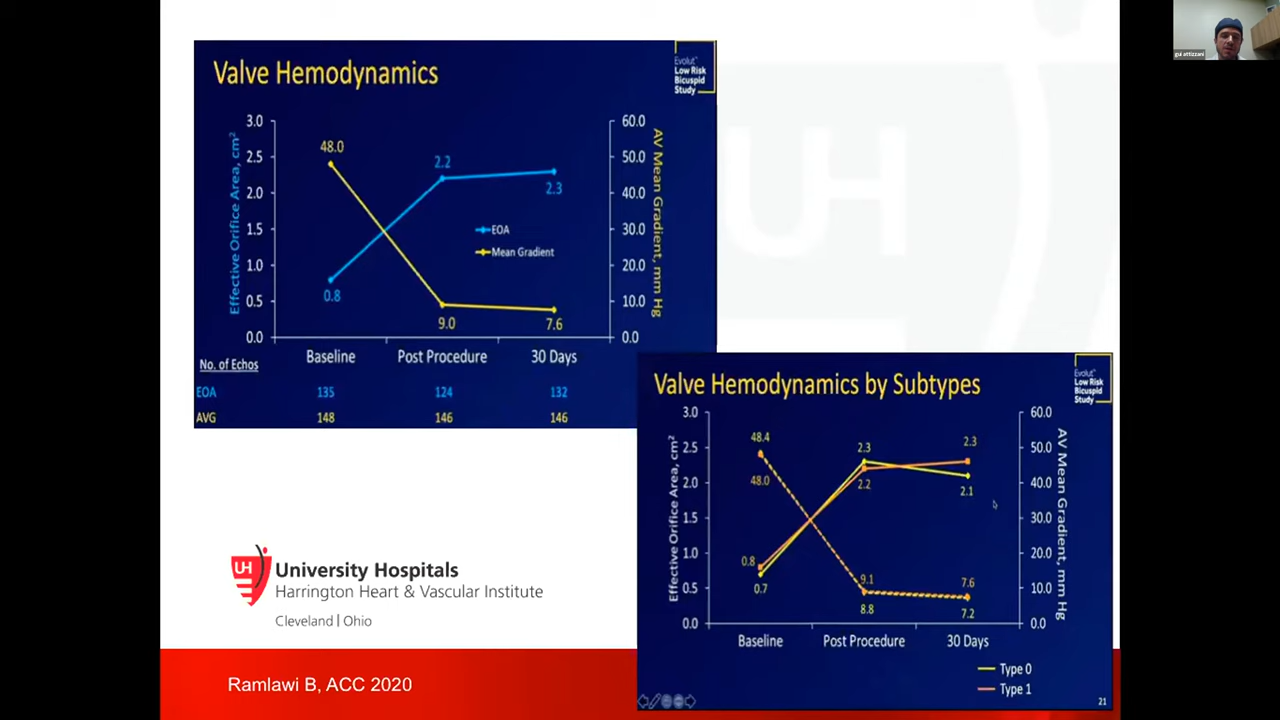 gui attizzani
Valve Hemodynamics
Evolut™
Low Risk
Bicuspid
Study
Effective Orifice Area, cm²
AV Mean Gradient, mm Hg
3.0
2.5
2.0
1.5
1.0
0.5
0.0
60.0
50.0
40.0
30.0
20.0
10.0
0.0
48.0
2.2
2.3
0.8
9.0
7.6
EOA
Mean Gradient
Baseline
Post Procedure
30 Days
No. of Echos
EOA 135 124 132
AVG 148 146 146
UH
Valve Hemodynamics by Subtypes
Evolut™
Low Risk
Bicuspid
Study
Effective Orifice Area, cm²
AV Mean Gradient, mm Hg
3.0
2.5
2.0
1.5
1.0
0.5
0.0
60.0
50.0
40.0
30.0
20.0
10.0
0.0
48.4
48.0
2.3
2.2
2.3
2.1
0.8
0.7
9.1
8.8
7.6
7.2
Baseline
Post Procedure
30 Days
Type 0
Type 1
21
UH
University Hospitals
Harrington Heart & Vascular Institute
Cleveland | Ohio
Ramlawi B, ACC 2020